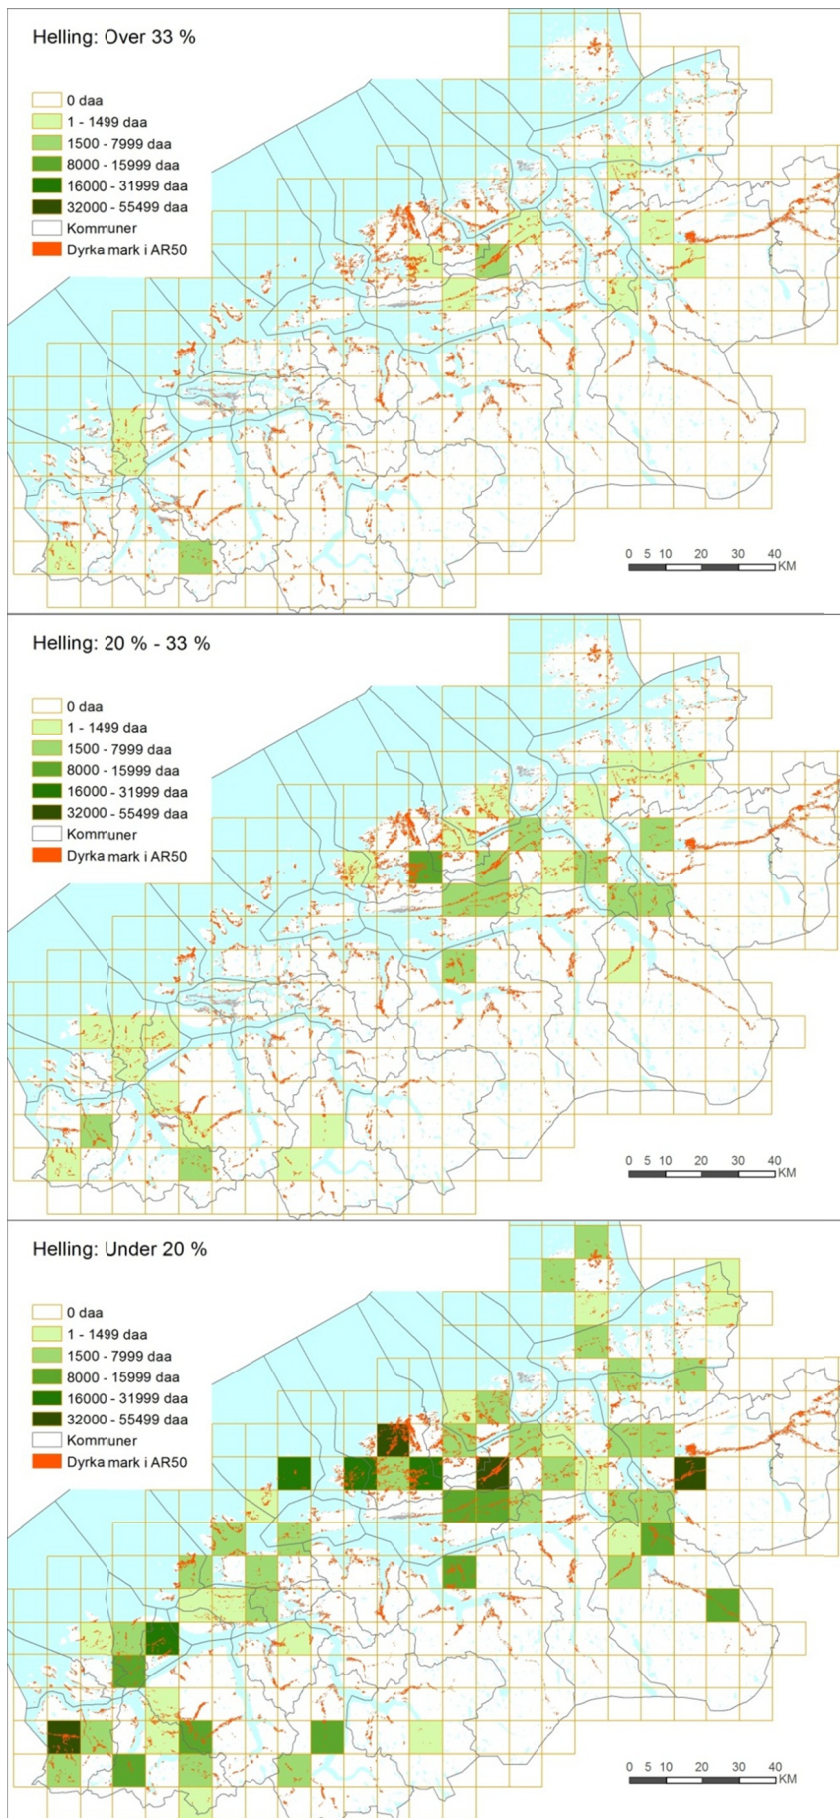 Helling: Over 33 %
0 daa
1 - 1499 daa
1500 - 7999 daa
8000 - 15999 daa
16000 - 31999 daa
32000 - 55499 daa
Kommuner
Dyrka mark i AR50
0 5 10 20 30 40
KM
Helling: 20 % - 33 %
0 daa
1 - 1499 daa
1500 - 7999 daa
8000 - 15999 daa
16000 - 31999 daa
32000 - 55499 daa
Kommuner
Dyrka mark i AR50
0 5 10 20 30 40
KM
Helling: Under 20 %
0 daa
1 - 1499 daa
1500 - 7999 daa
8000 - 15999 daa
16000 - 31999 daa
32000 - 55499 daa
Kommuner
Dyrka mark i AR50
0 5 10 20 30 40
KM